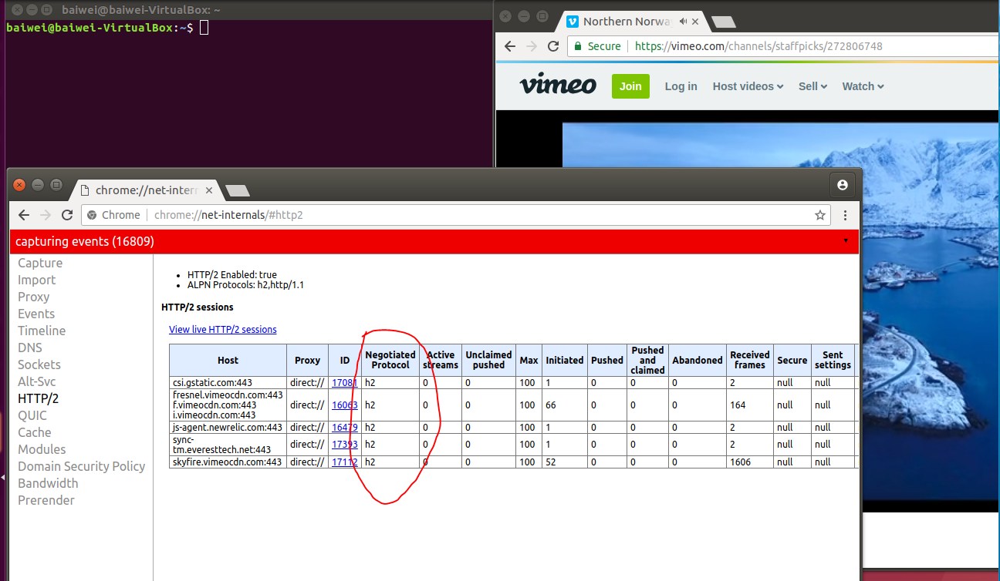 baiwei@baiwei-VirtualBox: ~
baiwei@baiwei-VirtualBox:~$
Northern Norwa
Secure https://vimeo.com/channels/staffpicks/272806748
vimeo Join Log in Host videos Sell Watch
chrome://net-intern
Chrome chrome://net-internals/#http2
capturing events (16809)
Capture
Import
Proxy
Events
Timeline
DNS
Sockets
Alt-Svc
HTTP/2
QUIC
Cache
Modules
Domain Security Policy
Bandwidth
Prerender
HTTP/2 Enabled: true
ALPN Protocols: h2,http/1.1
HTTP/2 sessions
View live HTTP/2 sessions
Host Proxy ID Negotiated Protocol Active streams Unclaimed pushed Max Initiated Pushed Pushed and claimed Abandoned Received frames Secure Sent settings
csi.gstatic.com:443 direct:// 17081 h2 0 0 100 1 0 0 0 2 null null
fresnel.vimeocdn.com:443
f.vimeocdn.com:443 direct:// 16063 h2 0 0 100 66 0 0 0 164 null null
i.vimeocdn.com:443
js-agent.newrelic.com:443 direct:// 16479 h2 0 0 100 1 0 0 0 2 null null
sync-
tm.everesttech.net:443 direct:// 17393 h2 0 0 100 1 0 0 0 2 null null
skyfire.vimeocdn.com:443 direct:// 17112 h2 0 0 100 52 0 0 0 1606 null null